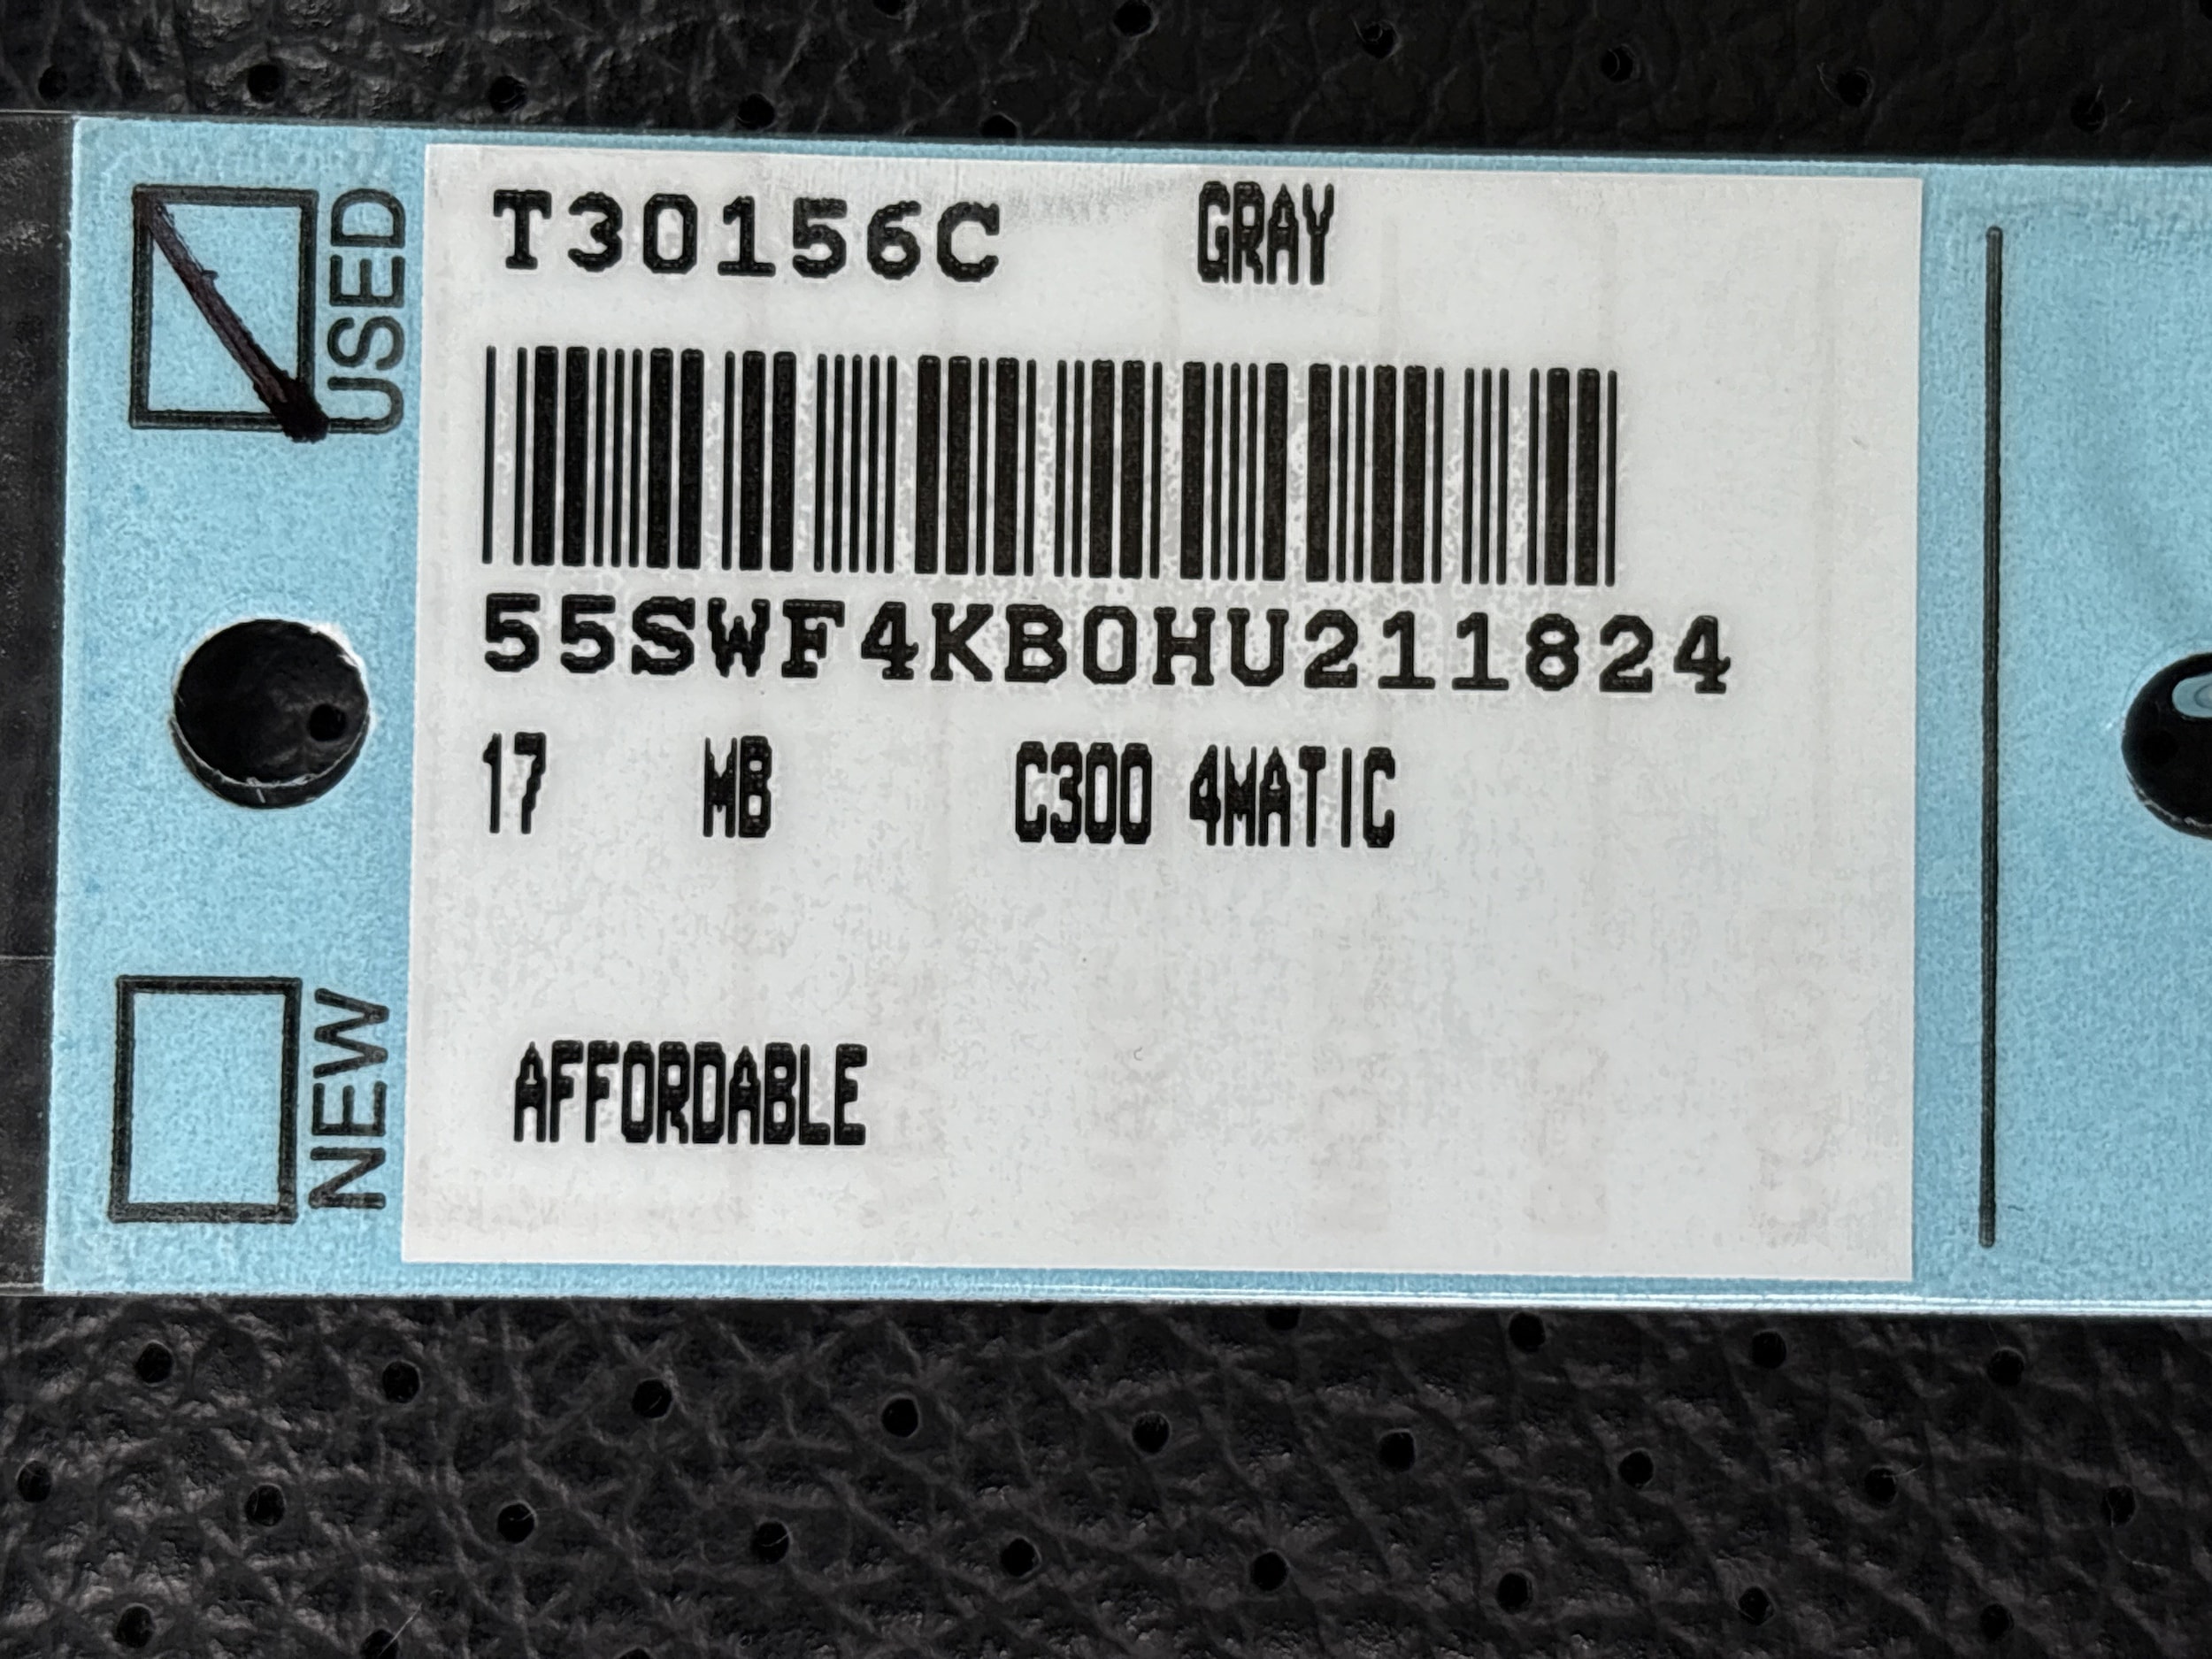 USED
T30156C GRAY
55SWF4KB0HU211824
17 MB C300 4MATIC
NEW
AFFORDABLE